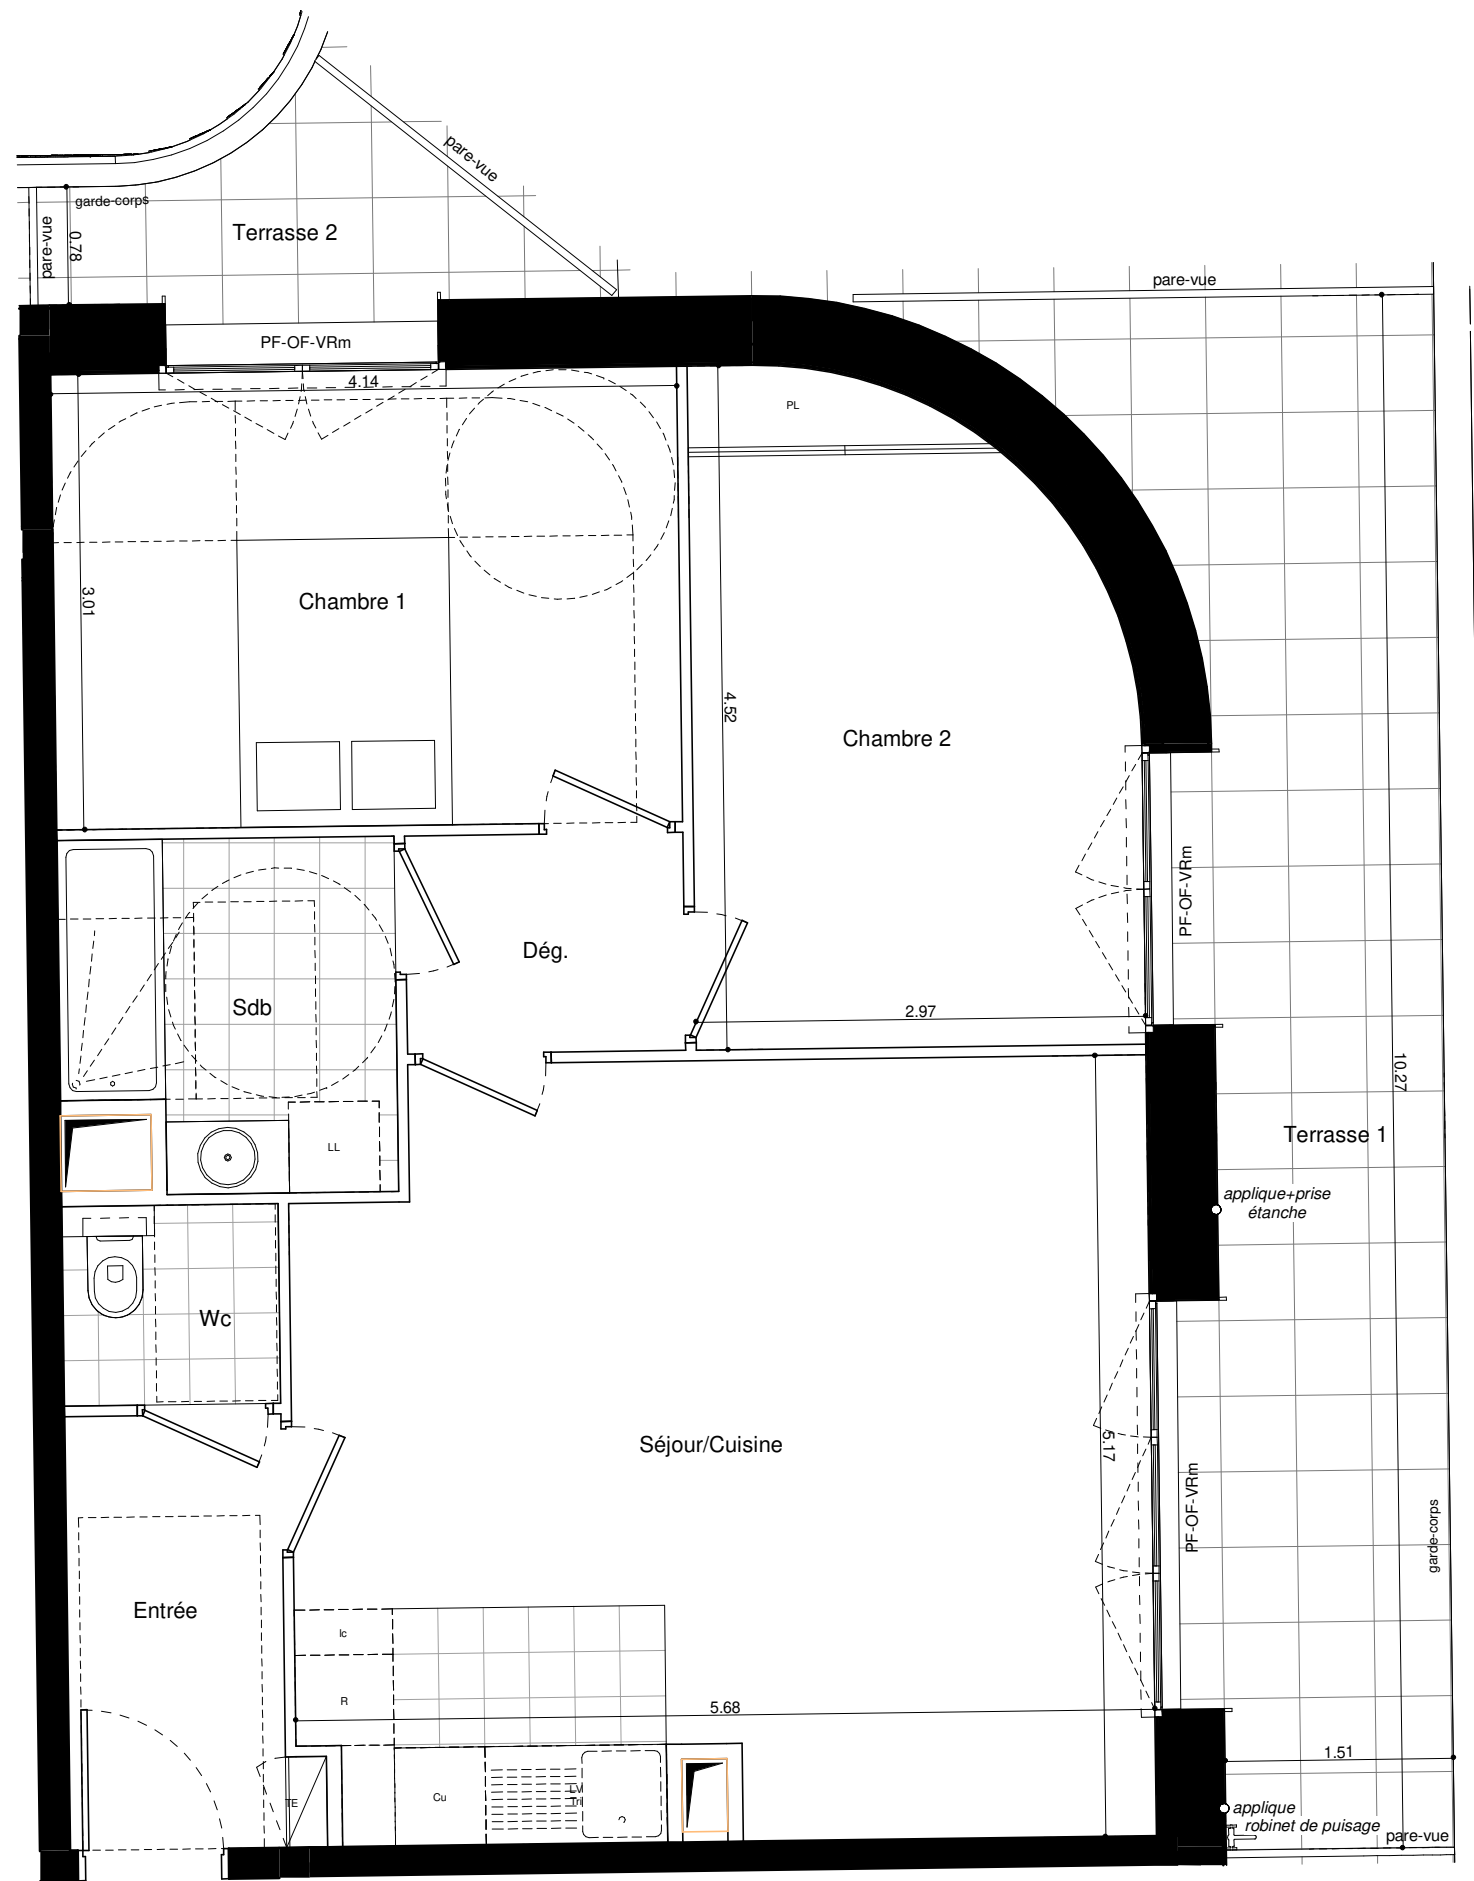 pare-vue
garde-corps
pare-vue
0.78
Terrasse 2
pare-vue
PF-OF-VRm
4.14
PL
3.01
Chambre 1
4.52
Chambre 2
PF-OF-VRm
Dég.
Sdb
2.97
10.27
Terrasse 1
LL
applique+prise
étanche
Wc
Séjour/Cuisine
5.17
PF-OF-VRm
garde-corps
Entrée
Ic
R
5.68
1.51
TE
Cu
LV
Tri
applique
robinet de puisage
pare-vue